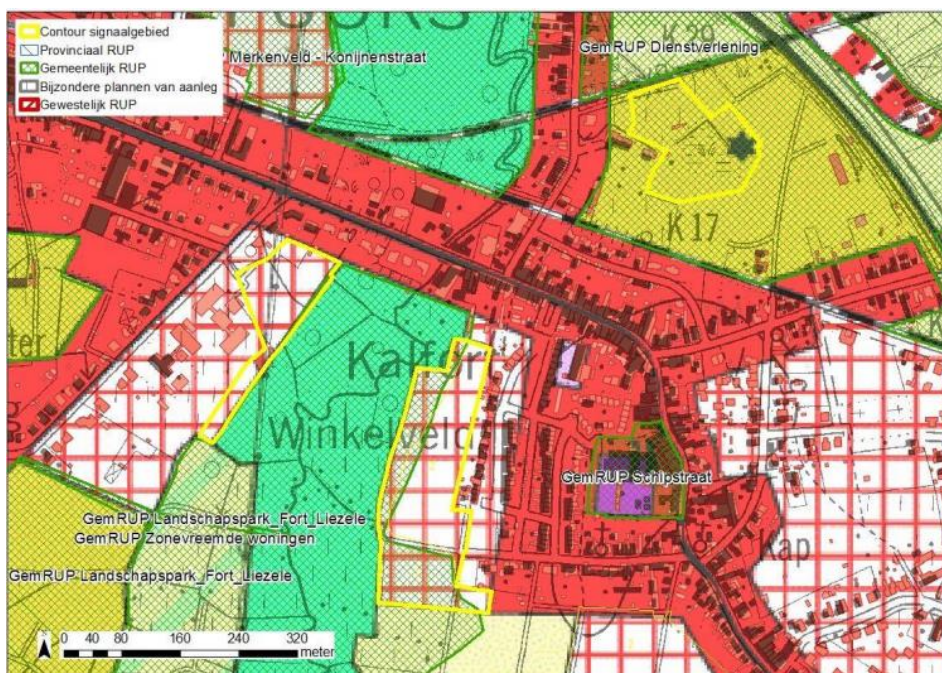 Contour signaalgebied
Provinciaal RUP
Gemeentelijk RUP
Bijzondere plannen van aanleg
Gewestelijk RUP
Merkenveld - Konijnenstraat
GemRUP Dienstverlening
K 29
K 17
Kalfort
Winkelveld
GemRUP Schipstraat
Kap
GemRUP Landschapspark_Fort_Liezele
GemRUP Zonevreemde woningen
GemRUP Landschapspark_Fort_Liezele
0 40 80 160 240 320
meter